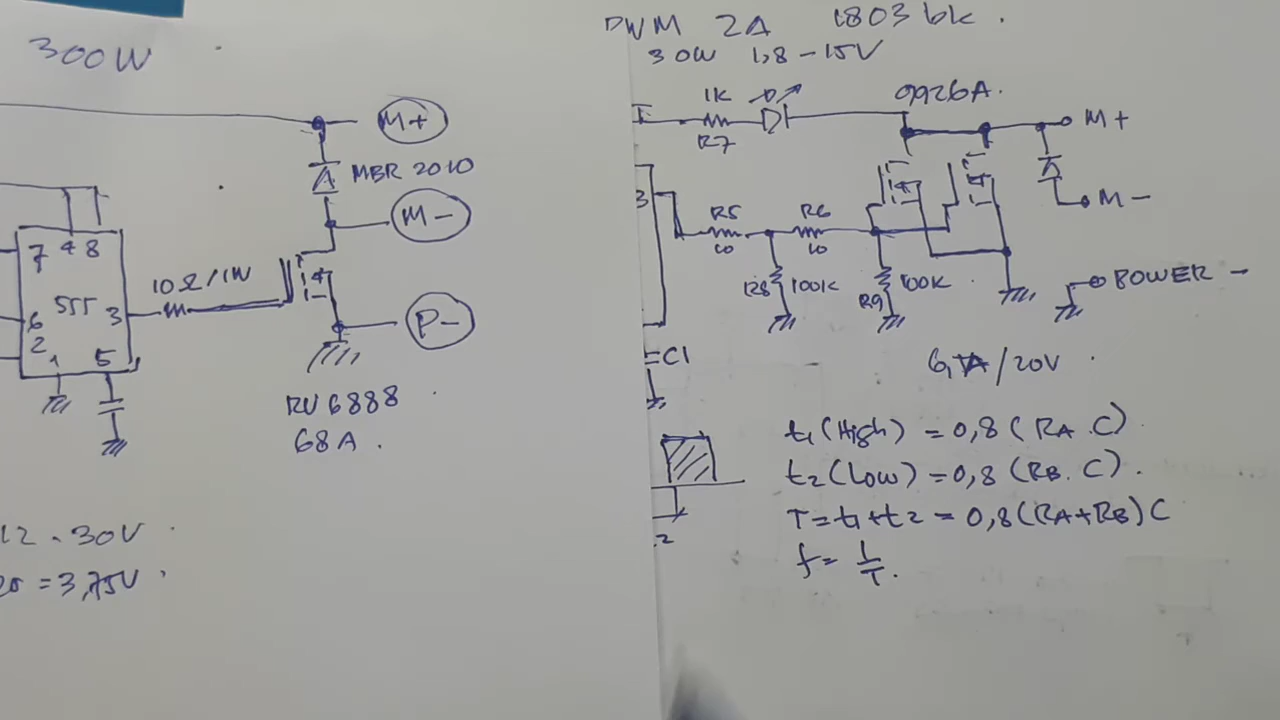 300W
M+
MBR 2010
M-
7 4 8
10Ω/1W
555
6
3
2
1
5
P-
RU6888
68A.
12-30V
= 3,75V
PWM 2A 1803 bk.
30W 1,8-15V
1K
R7
9926A.
M+
M-
3
R5
10
R6
10
R8 100K
R9 100K
POWER -
=C1
/20V
t1(High) = 0,8(RA.C)
t2(Low) = 0,8(RB.C).
T=t1+t2 = 0,8(RA+RB)C
f= 1/T.